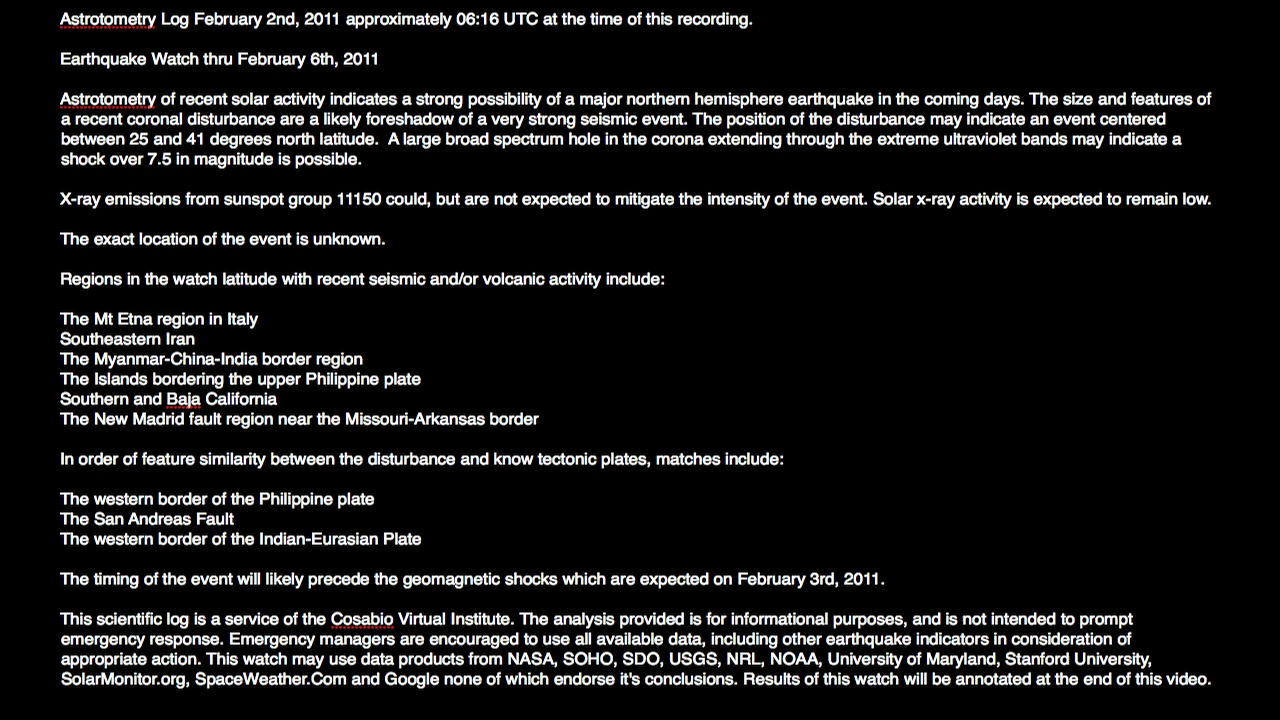 Astrotometry Log February 2nd, 2011 approximately 06:16 UTC at the time of this recording.
Earthquake Watch thru February 6th, 2011
Astrotometry of recent solar activity indicates a strong possibility of a major northern hemisphere earthquake in the coming days. The size and features of
a recent coronal disturbance are a likely foreshadow of a very strong seismic event. The position of the disturbance may indicate an event centered
between 25 and 41 degrees north latitude.  A large broad spectrum hole in the corona extending through the extreme ultraviolet bands may indicate a
shock over 7.5 in magnitude is possible.
X-ray emissions from sunspot group 11150 could, but are not expected to mitigate the intensity of the event. Solar x-ray activity is expected to remain low.
The exact location of the event is unknown.
Regions in the watch latitude with recent seismic and/or volcanic activity include:
The Mt Etna region in Italy
Southeastern Iran
The Myanmar-China-India border region
The Islands bordering the upper Philippine plate
Southern and Baja California
The New Madrid fault region near the Missouri-Arkansas border
In order of feature similarity between the disturbance and know tectonic plates, matches include:
The western border of the Philippine plate
The San Andreas Fault
The western border of the Indian-Eurasian Plate
The timing of the event will likely precede the geomagnetic shocks which are expected on February 3rd, 2011.
This scientific log is a service of the Cosabio Virtual Institute. The analysis provided is for informational purposes, and is not intended to prompt
emergency response. Emergency managers are encouraged to use all available data, including other earthquake indicators in consideration of
appropriate action. This watch may use data products from NASA, SOHO, SDO, USGS, NRL, NOAA, University of Maryland, Stanford University,
SolarMonitor.org, SpaceWeather.Com and Google none of which endorse it's conclusions. Results of this watch will be annotated at the end of this video.